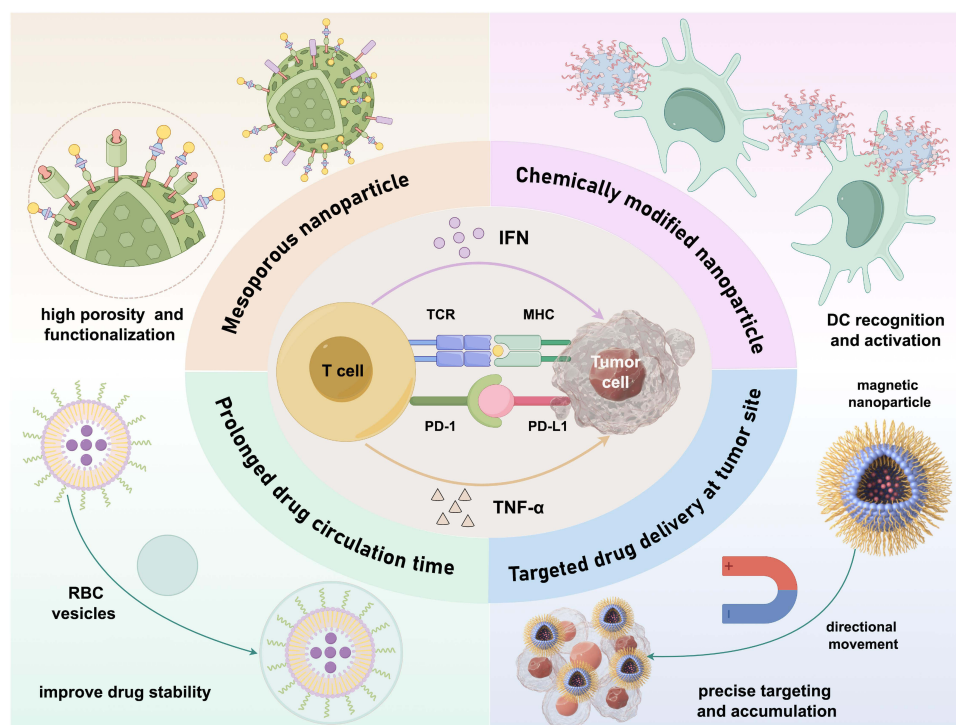 Mesoporous nanoparticle
Chemically modified nanoparticle
high porosity and
functionalization
IFN
TCR
MHC
T cell
Tumor
cell
PD-1
PD-L1
TNF-α
DC recognition
and activation
Prolonged drug circulation time
Targeted drug delivery at tumor site
magnetic
nanoparticle
RBC
vesicles
improve drug stability
+
–
directional
movement
precise targeting
and accumulation